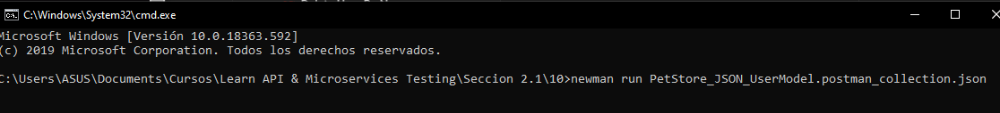 C:\Windows\System32\cmd.exe
Microsoft Windows [Versión 10.0.18363.592]
(c) 2019 Microsoft Corporation. Todos los derechos reservados.
C:\Users\ASUS\Documents\Cursos\Learn API & Microservices Testing\Seccion 2.1\10>newman run PetStore_JSON_UserModel.postman_collection.json